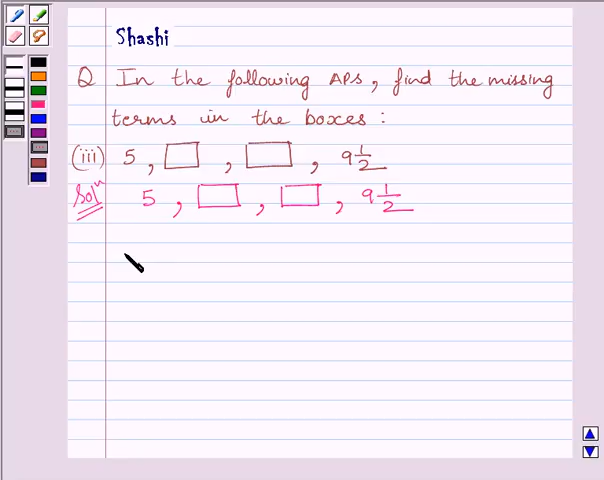 Shashi
Q In the following APs, find the missing
terms in the boxes :
(iii) 5, □, □, 9 1/2
Solⁿ 5, □, □, 9 1/2